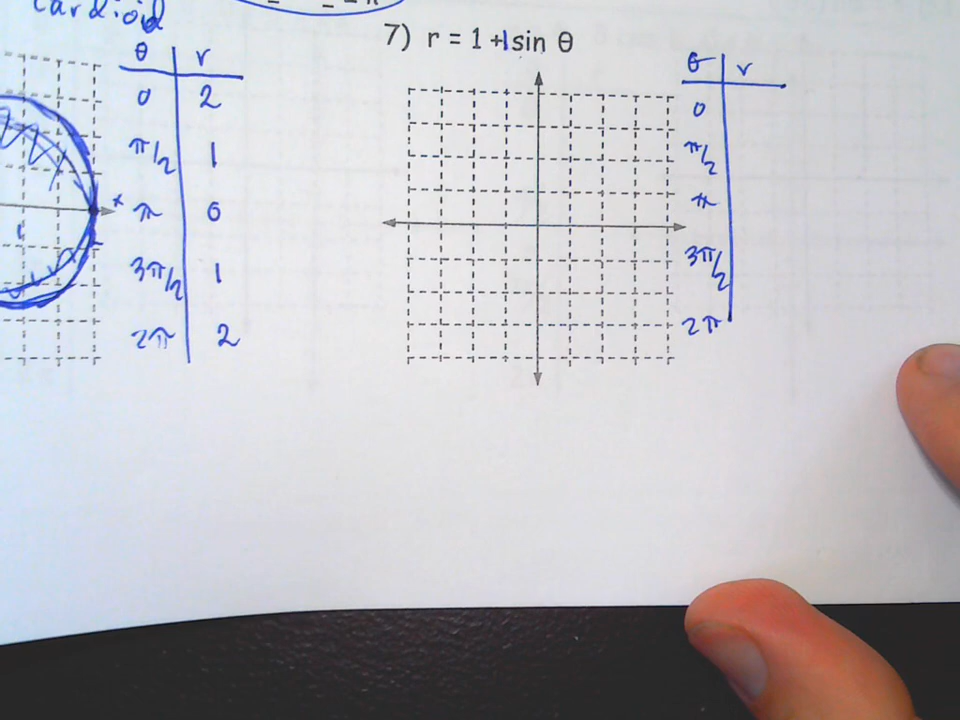 cardioid
θ r
0 2
π/2 1
π 0
3π/2 1
2π 2
x
7) r = 1 + 1 sin θ
θ r
0
π/2
π
3π/2
2π